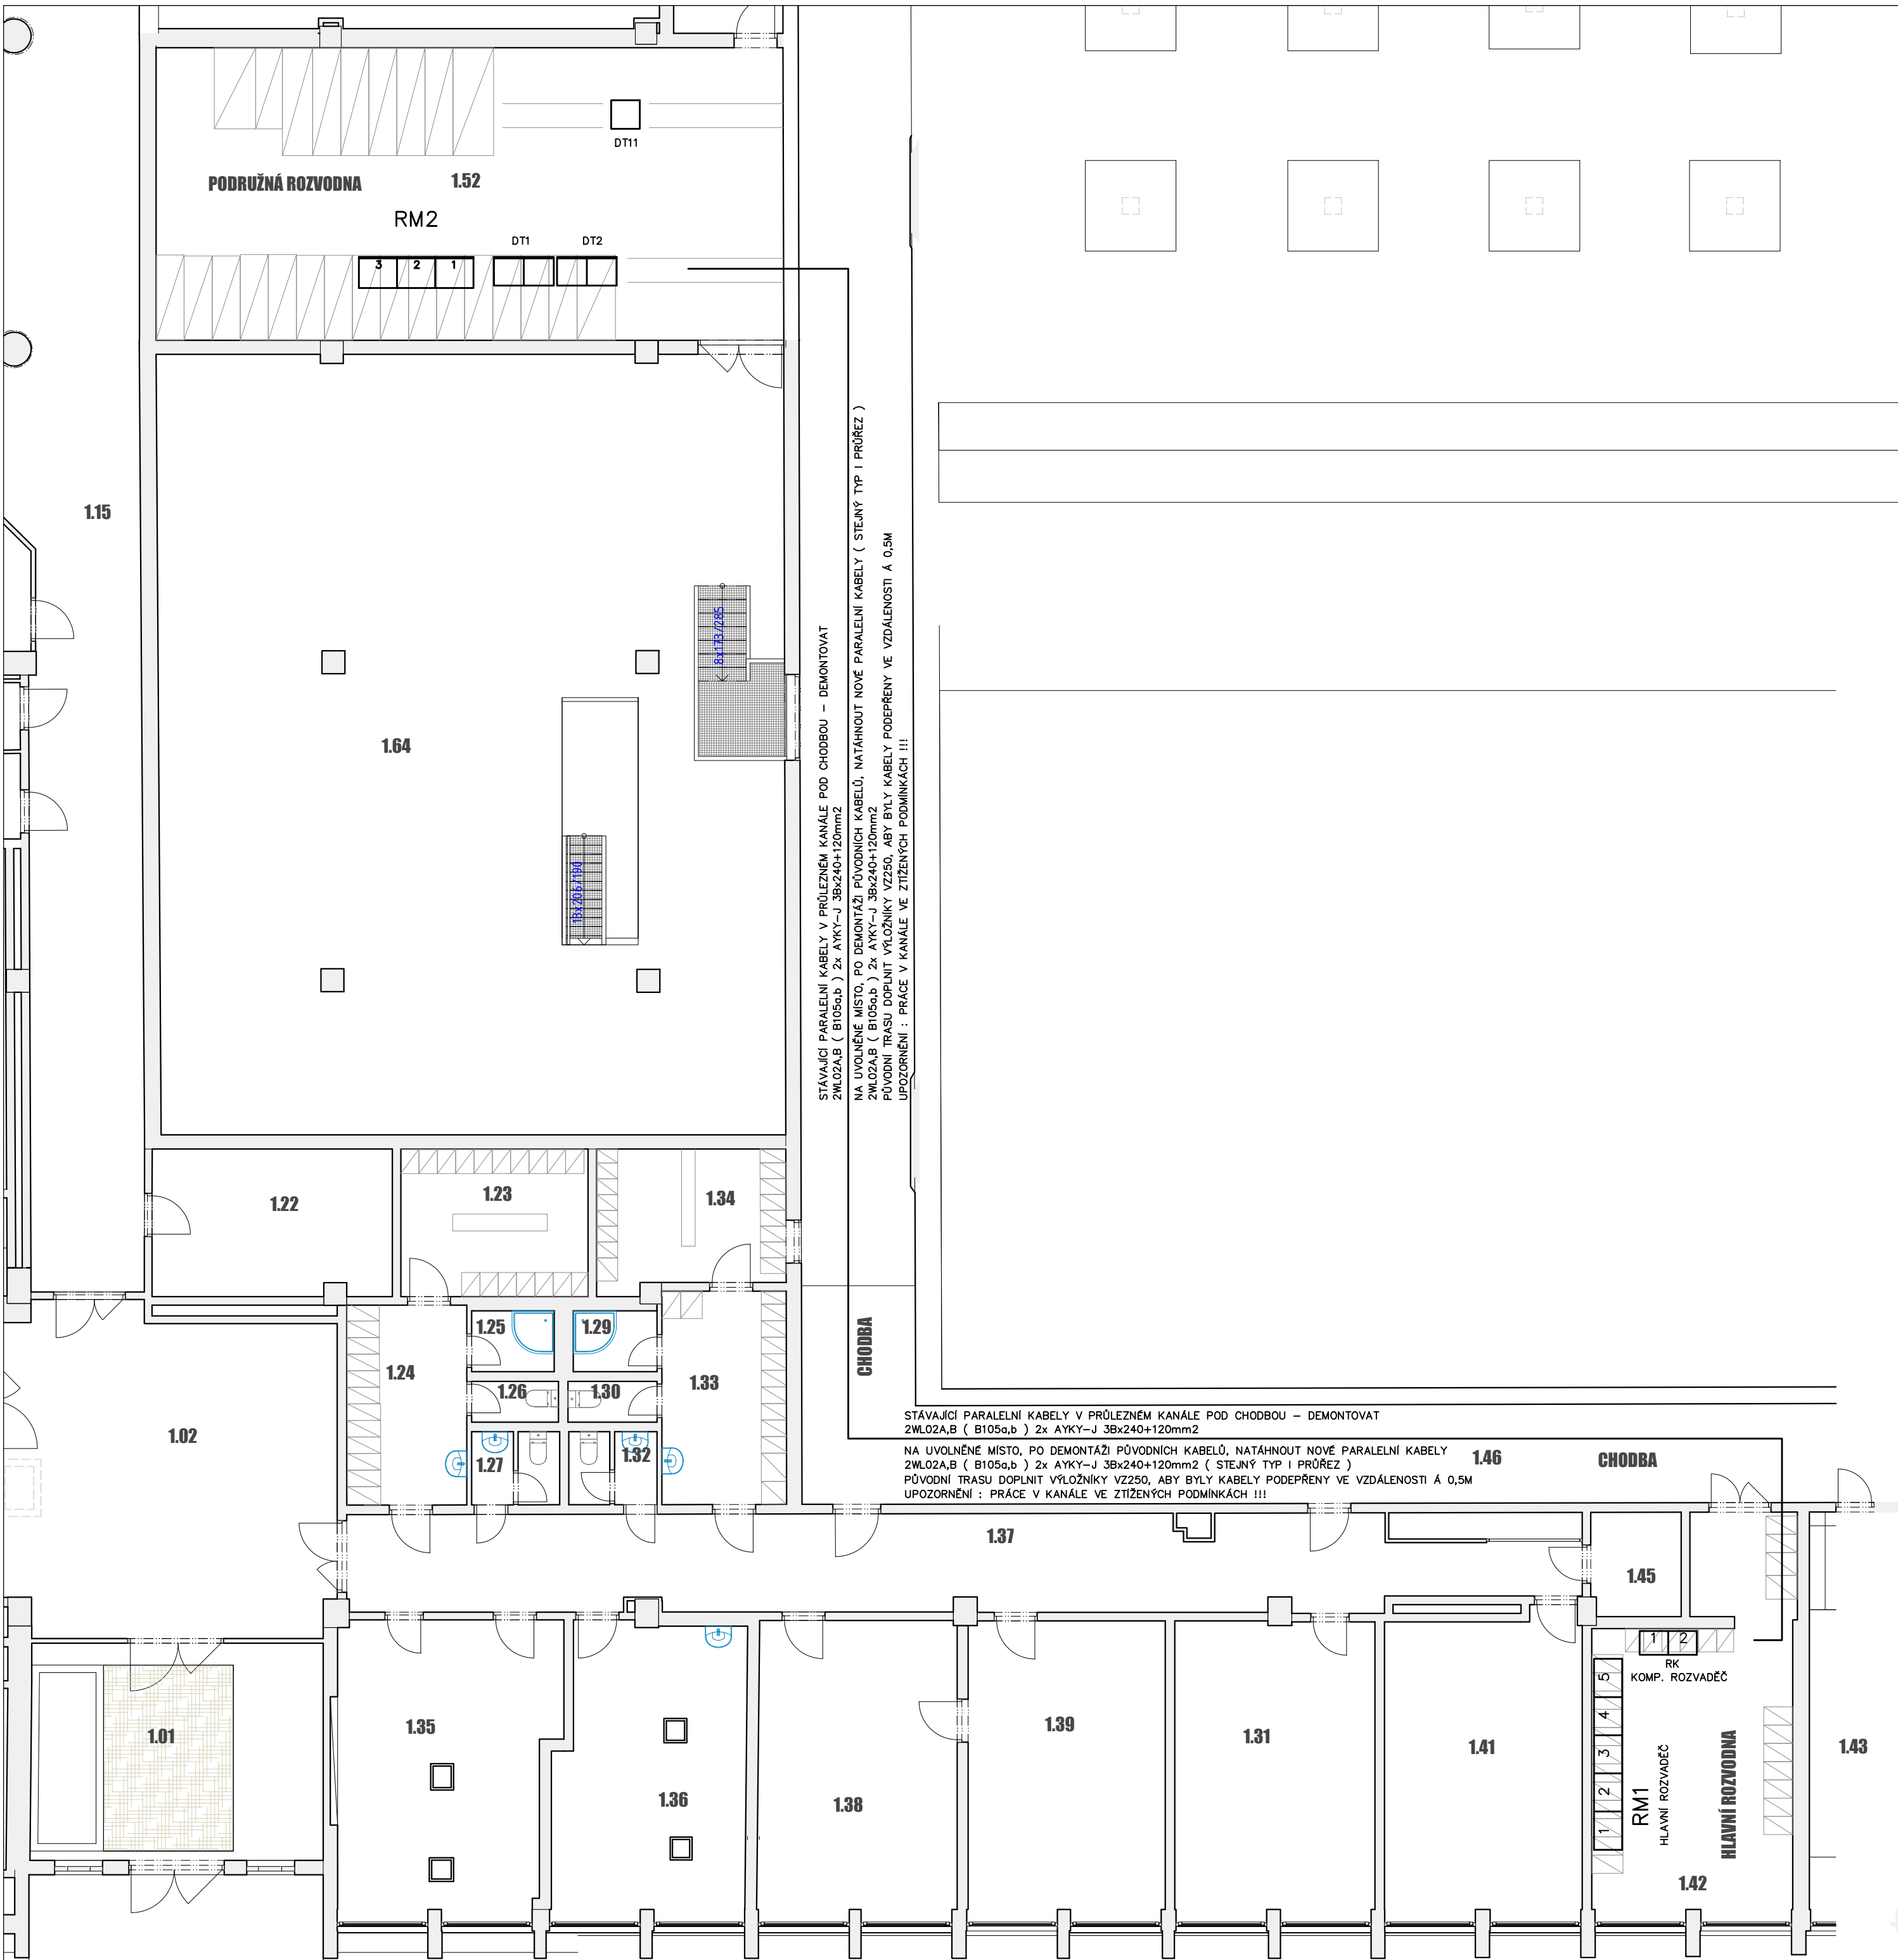 DT11
PODRUŽNÁ ROZVODNA
1.52
RM2
DT1
DT2
3
2
1
1.15
1.64
8x173/285
13x205/190
STÁVAJÍCÍ PARALELNÍ KABELY V PRŮLEZNÉM KANÁLE POD CHODBOU – DEMONTOVAT
2WL02A,B ( B105a,b ) 2x AYKY–J 3Bx240+120mm2
NA UVOLNĚNÉ MÍSTO, PO DEMONTÁŽI PŮVODNÍCH KABELŮ, NATÁHNOUT NOVÉ PARALELNÍ KABELY ( STEJNÝ TYP I PRŮŘEZ )
2WL02A,B ( B105a,b ) 2x AYKY–J 3Bx240+120mm2
PŮVODNÍ TRASU DOPLNIT VÝLOŽNÍKY VZ250, ABY BYLY KABELY PODEPŘENY VE VZDÁLENOSTI Á 0,5M
UPOZORNĚNÍ : PRÁCE V KANÁLE VE ZTÍŽENÝCH PODMÍNKÁCH !!!
1.22
1.23
1.34
CHODBA
1.25
1.29
1.24
1.26
1.30
1.33
1.02
1.27
1.32
STÁVAJÍCÍ PARALELNÍ KABELY V PRŮLEZNÉM KANÁLE POD CHODBOU – DEMONTOVAT
2WL02A,B ( B105a,b ) 2x AYKY–J 3Bx240+120mm2
NA UVOLNĚNÉ MÍSTO, PO DEMONTÁŽI PŮVODNÍCH KABELŮ, NATÁHNOUT NOVÉ PARALELNÍ KABELY
2WL02A,B ( B105a,b ) 2x AYKY–J 3Bx240+120mm2 ( STEJNÝ TYP I PRŮŘEZ )
PŮVODNÍ TRASU DOPLNIT VÝLOŽNÍKY VZ250, ABY BYLY KABELY PODEPŘENY VE VZDÁLENOSTI Á 0,5M
UPOZORNĚNÍ : PRÁCE V KANÁLE VE ZTÍŽENÝCH PODMÍNKÁCH !!!
1.46
CHODBA
1.37
1.45
1
2
RK
KOMP. ROZVADĚČ
1.01
1.35
1.36
1.38
1.39
1.31
1.41
5
4
3
2
1
RM1
HLAVNÍ ROZVADĚČ
HLAVNÍ ROZVODNA
1.42
1.43